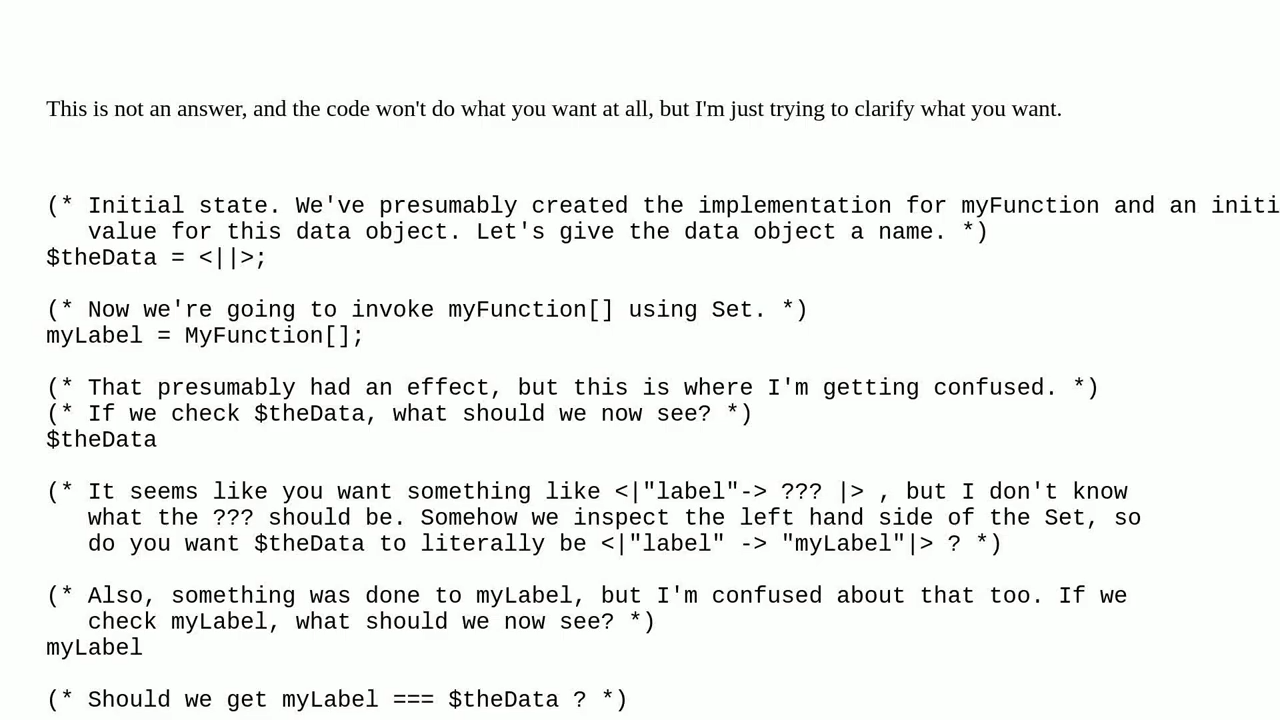 This is not an answer, and the code won't do what you want at all, but I'm just trying to clarify what you want.
(* Initial state. We've presumably created the implementation for myFunction and an initi
value for this data object. Let's give the data object a name. *)
$theData = <||>;
(* Now we're going to invoke myFunction[] using Set. *)
myLabel = MyFunction[];
(* That presumably had an effect, but this is where I'm getting confused. *)
(* If we check $theData, what should we now see? *)
$theData
(* It seems like you want something like <|"label"-> ??? |> , but I don't know
what the ??? should be. Somehow we inspect the left hand side of the Set, so
do you want $theData to literally be <|"label" -> "myLabel"|> ? *)
(* Also, something was done to myLabel, but I'm confused about that too. If we
check myLabel, what should we now see? *)
myLabel
(* Should we get myLabel === $theData ? *)